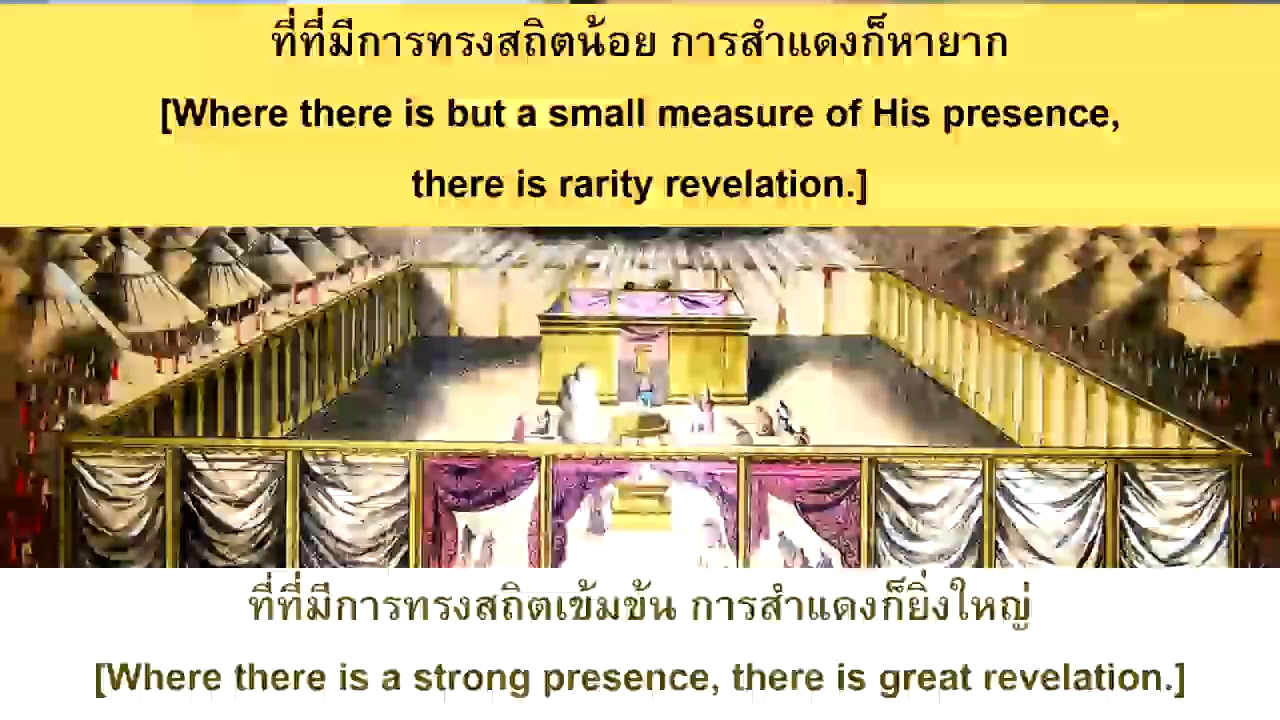 ที่ที่มีการทรงสถิตน้อย การสำแดงก็หายาก
[Where there is but a small measure of His presence,
there is rarity revelation.]
ที่ที่มีการทรงสถิตเข้มข้น การสำแดงก็ยิ่งใหญ่
[Where there is a strong presence, there is great revelation.]